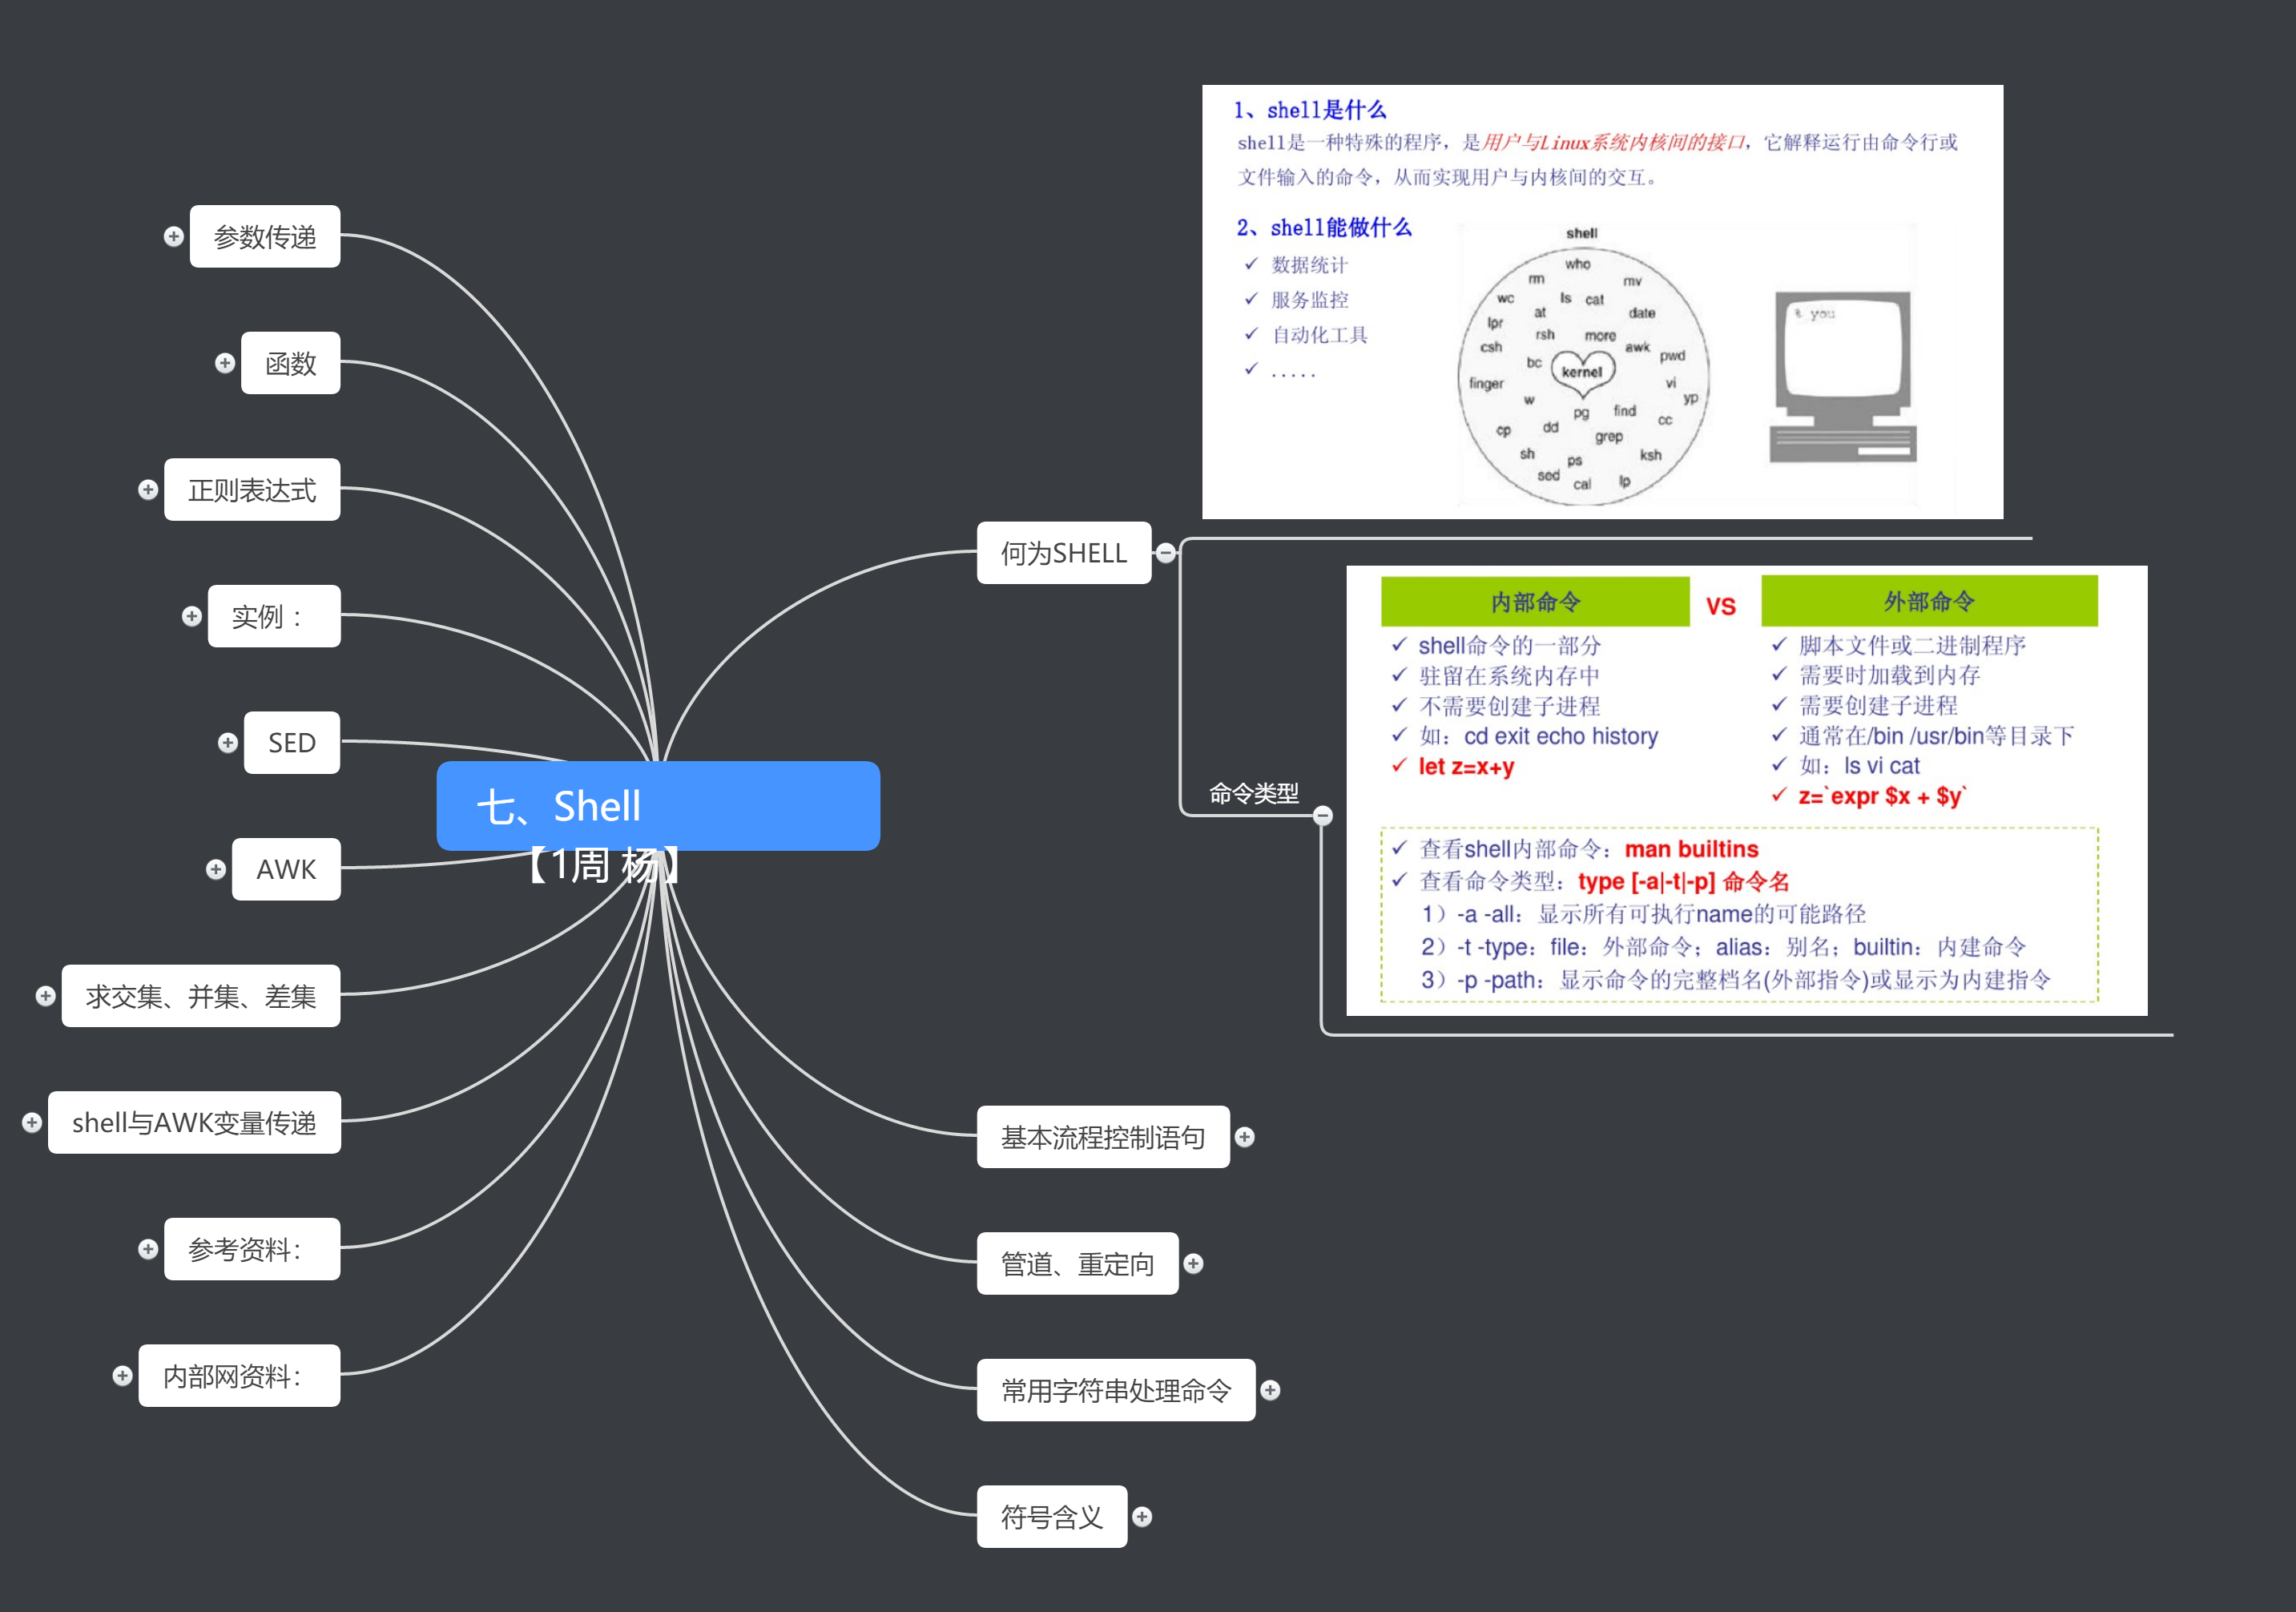 七、Shell
【1周 杨】
何为SHELL
1、shell是什么
shell是一种特殊的程序，是用户与Linux系统内核间的接口，它解释运行由命令行或
文件输入的命令，从而实现用户与内核间的交互。
2、shell能做什么
数据统计
服务监控
自动化工具
.....
shell
who
rm
mv
wc
ls
cat
at
date
lpr
rsh
more
csh
awk
pwd
bc
kernel
finger
vi
w
yp
pg
find
cc
cp
dd
grep
sh
ps
ksh
sed
cal
lp
% you
命令类型
内部命令
VS
外部命令
shell命令的一部分
驻留在系统内存中
不需要创建子进程
如：cd exit echo history
let z=x+y
脚本文件或二进制程序
需要时加载到内存
需要创建子进程
通常在/bin /usr/bin等目录下
如：ls vi cat
z=`expr $x + $y`
查看shell内部命令：man builtins
查看命令类型：type [-a|-t|-p] 命令名
1）-a -all：显示所有可执行name的可能路径
2）-t -type：file：外部命令；alias：别名；builtin：内建命令
3）-p -path：显示命令的完整档名(外部指令)或显示为内建指令
基本流程控制语句
管道、重定向
常用字符串处理命令
符号含义
参数传递
函数
正则表达式
实例：
SED
AWK
求交集、并集、差集
shell与AWK变量传递
参考资料：
内部网资料：